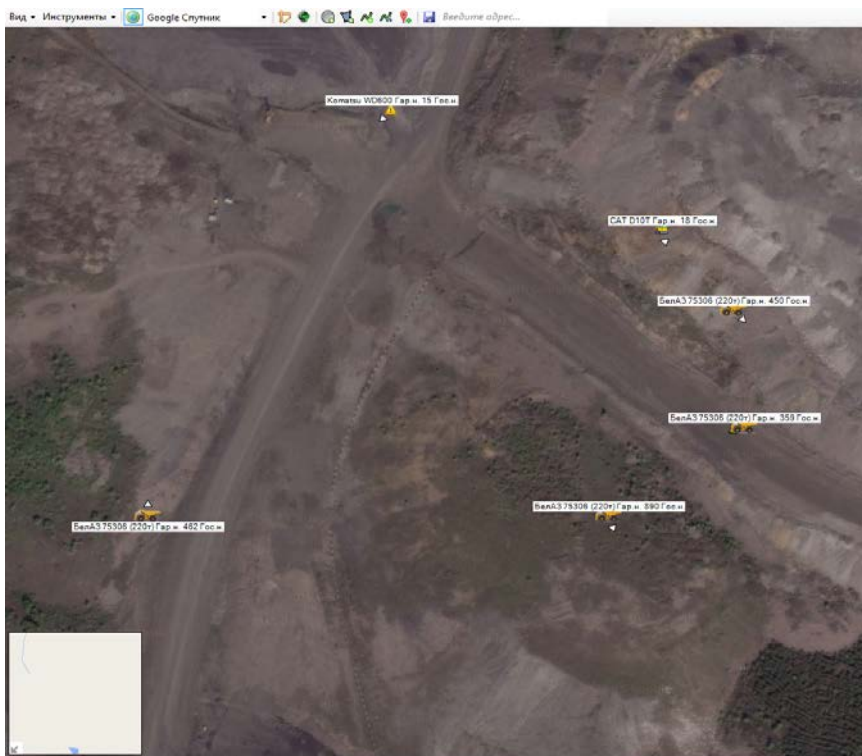 Вид Инструменты Google Спутник Введите адрес...
Komatsu WD600 Гар.н. 15 Гос.н.
CAT D10T Гар.н. 18 Гос.н.
БелАЗ 75306 (220т) Гар.н. 450 Гос.н.
БелАЗ 75306 (220т) Гар.н. 359 Гос.н.
БелАЗ 75306 (220т) Гар.н. 890 Гос.н.
БелАЗ 75306 (220т) Гар.н. 462 Гос.н.